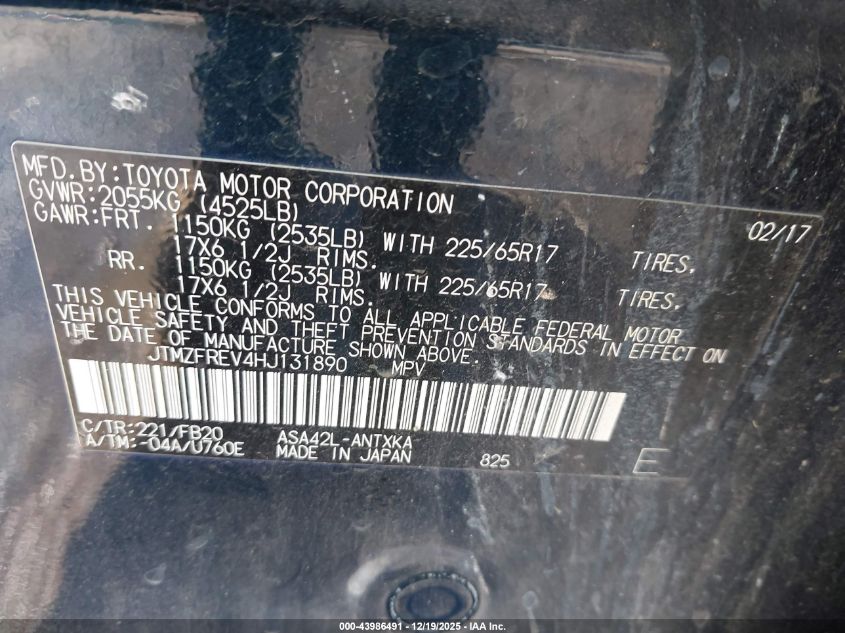 MFD.BY:TOYOTA MOTOR CORPORATION 02/17
GVWR:2055KG (4525LB)
GAWR:FRT. 1150KG (2535LB) WITH 225/65R17 TIRES,
17X6 1/2J RIMS.
RR. 1150KG (2535LB) WITH 225/65R17 TIRES,
17X6 1/2J RIMS.
THIS VEHICLE CONFORMS TO ALL APPLICABLE FEDERAL MOTOR
VEHICLE SAFETY AND THEFT PREVENTION STANDARDS IN EFFECT ON
THE DATE OF MANUFACTURE SHOWN ABOVE.
JTMZFREV4HJ131890 MPV
C/TR:221/FB20 ASA42L-ANTXKA
A/TM:-04A/U760E MADE IN JAPAN 825 E
000-43986491 - 12/19/2025 - IAA Inc.